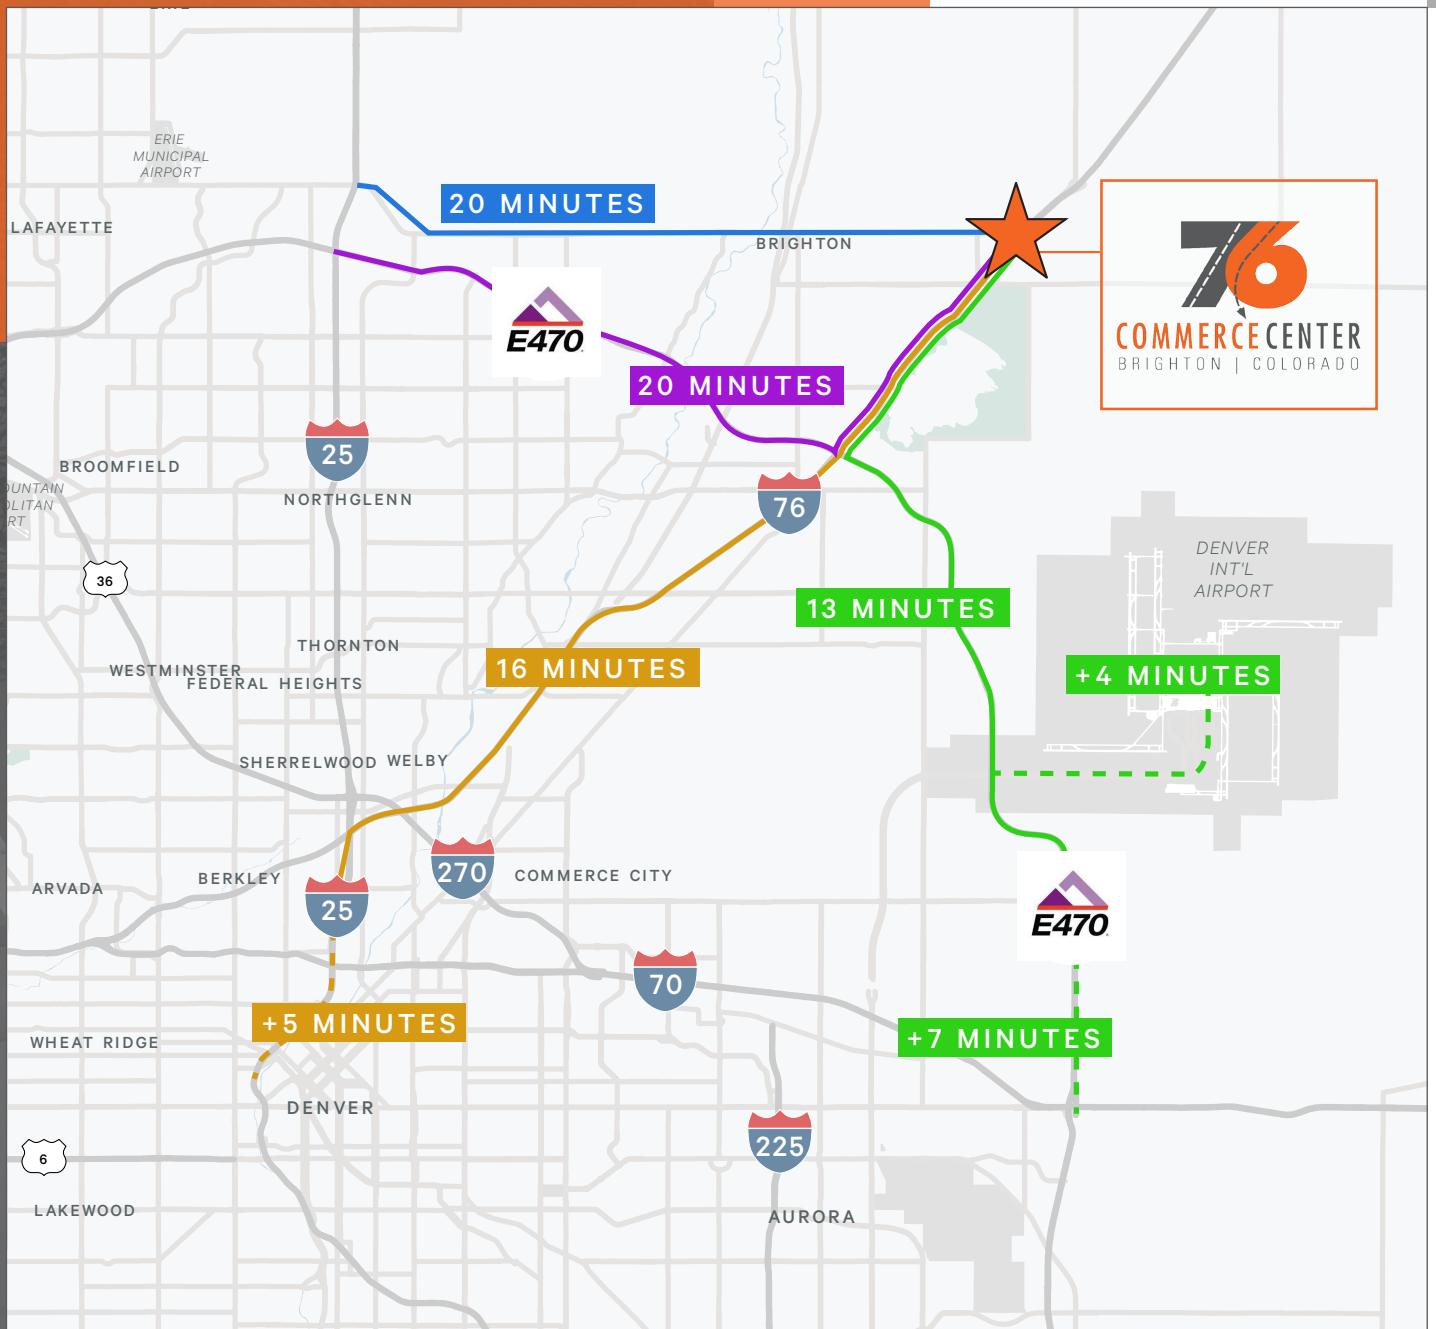 ERIE
MUNICIPAL
AIRPORT
20 MINUTES
LAFAYETTE
BRIGHTON
76
COMMERCECENTER
BRIGHTON | COLORADO
E470
20 MINUTES
25
BROOMFIELD
NORTHGLENN
76
DENVER
INT'L
AIRPORT
36
13 MINUTES
THORNTON
WESTMINSTER
FEDERAL HEIGHTS
16 MINUTES
+4 MINUTES
SHERRELWOOD
WELBY
270
BERKLEY
COMMERCE CITY
ARVADA
25
E470
70
+5 MINUTES
WHEAT RIDGE
+7 MINUTES
DENVER
225
6
LAKEWOOD
AURORA